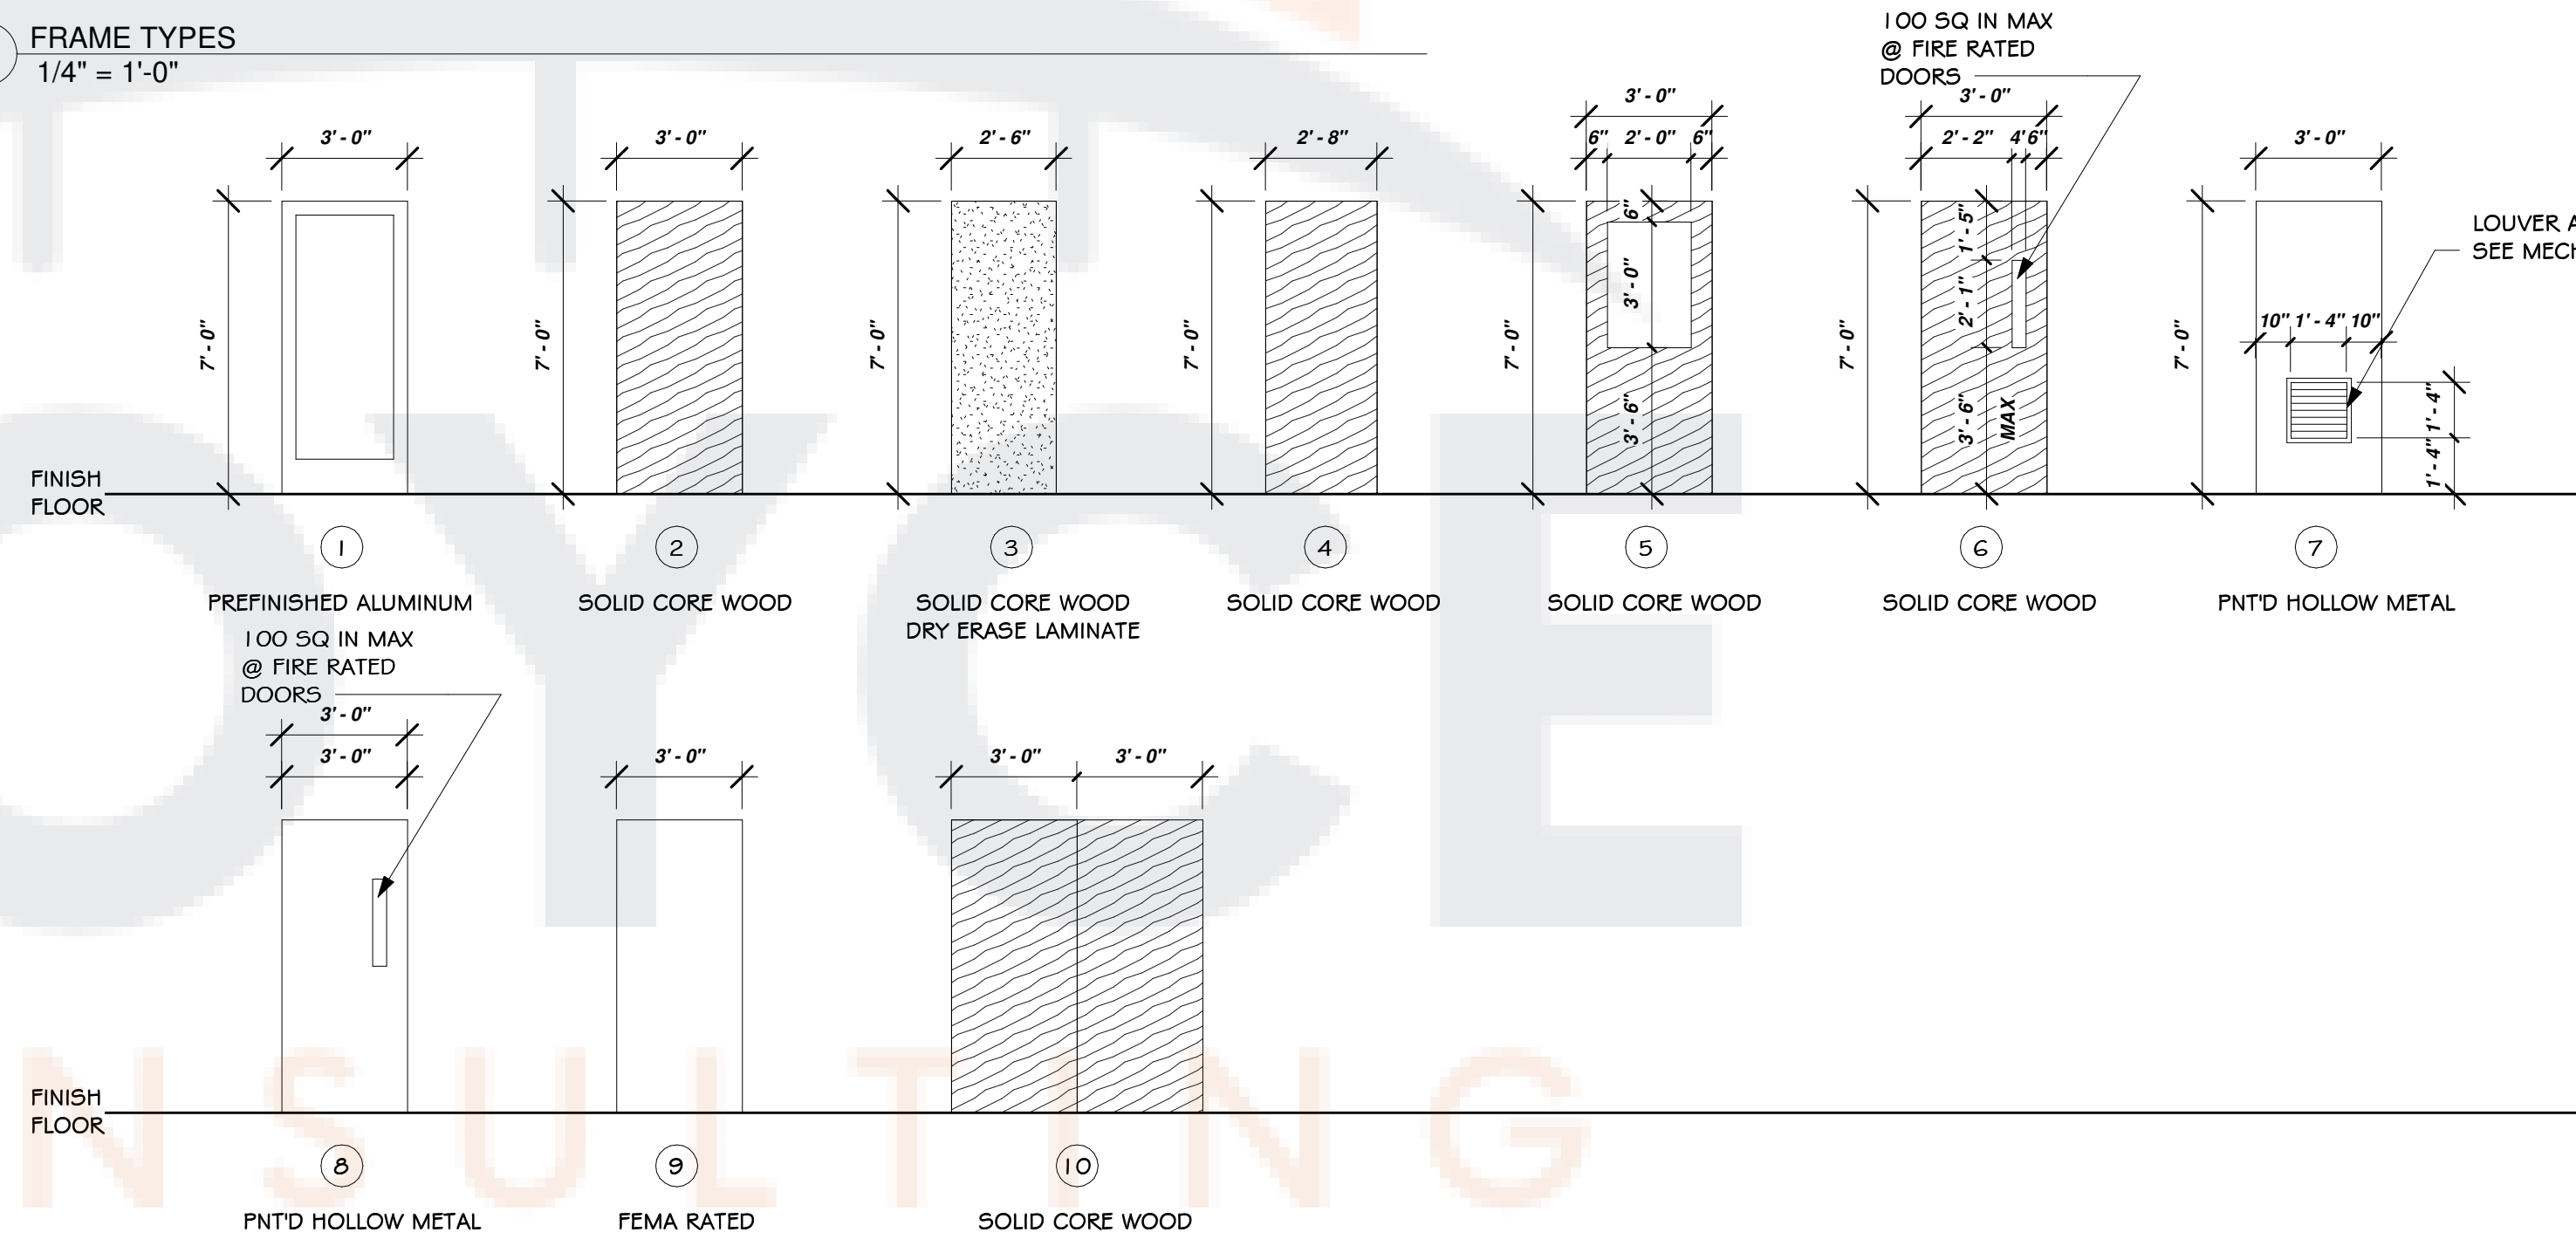 FRAME TYPES
1/4" = 1'-0"
100 SQ IN MAX
@ FIRE RATED
DOORS
3' - 0"
3' - 0"
2' - 6"
2' - 8"
3' - 0"
6" 2' - 0" 6"
3' - 0"
2' - 2" 4" 6"
3' - 0"
7' - 0"
7' - 0"
7' - 0"
7' - 0"
7' - 0"
6"
3' - 0"
3' - 6"
7' - 0"
1' - 5"
2' - 1"
3' - 6"
MAX
7' - 0"
10" 1' - 4" 10"
1' - 4"
1' - 4"
LOUVER
SEE
FINISH
FLOOR
1
2
3
4
5
6
7
PREFINISHED ALUMINUM
SOLID CORE WOOD
SOLID CORE WOOD
DRY ERASE LAMINATE
SOLID CORE WOOD
SOLID CORE WOOD
SOLID CORE WOOD
PNT'D HOLLOW METAL
100 SQ IN MAX
@ FIRE RATED
DOORS
3' - 0"
3' - 0"
3' - 0"
3' - 0"
3' - 0"
FINISH
FLOOR
8
9
10
PNT'D HOLLOW METAL
FEMA RATED
SOLID CORE WOOD
OYCE
NSULTING